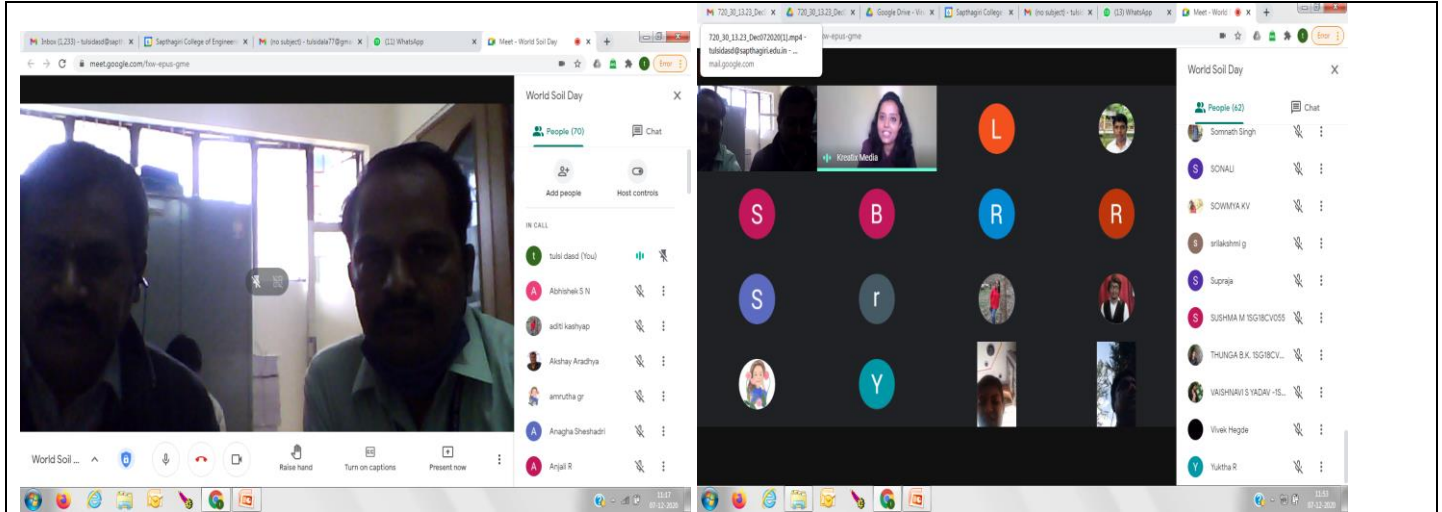 Inbox (1,233) - tulsidasd@sapth
Sapthagiri College of Engineer
(no subject) - tulsidala77@gma
(11) WhatsApp
Meet - World Soil Day
meet.google.com/fxw-epus-gme
Error
World Soil Day
People (70)
Chat
Add people
Host controls
IN CALL
t tulsi dasd (You)
A Abhishek S N
aditi kashyap
Akshay Aradhya
amrutha gr
A Anagha Sheshadri
A Anjali R
World Soil ...
Raise hand
Turn on captions
Present now
11:17
07-12-2020
720_30_13.23_Dec
720_30_13.23_Dec0
Google Drive - Vir
Sapthagiri College
(no subject) - tulsi
(13) WhatsApp
Meet - World
720_30_13.23_Dec072020[1].mp4 -
tulsidasd@sapthagiri.edu.in - ...
mail.google.com
w-epus-gme
Error
World Soil Day
People (62)
Chat
Kreatix Media
L
S
B
R
R
S
r
Y
Somnath Singh
S SONALI
SOWMYA KV
s srilakshmi g
S Supraja
S SUSHMA M 1SG18CV055
THUNGA B.K. 1SG18CV...
VAISHNAVI S YADAV -1S...
Vivek Hegde
Y Yuktha R
11:53
07-12-2020